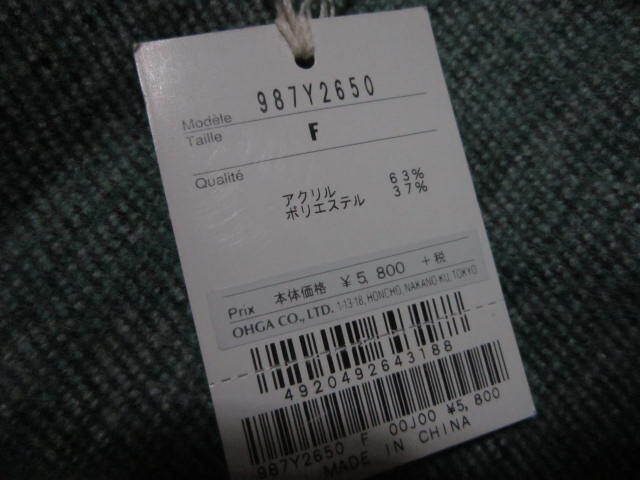 Modèle 987Y2650
Taille F
Qualité
アクリル 63%
ポリエステル 37%
Prix 本体価格 ¥5,800 +税
OHGA CO., LTD. 1-13-18, HONCHO, NAKANO-KU, TOKYO
4920492643188
987Y2650 F 00J00 ¥5,800
MADE IN CHINA